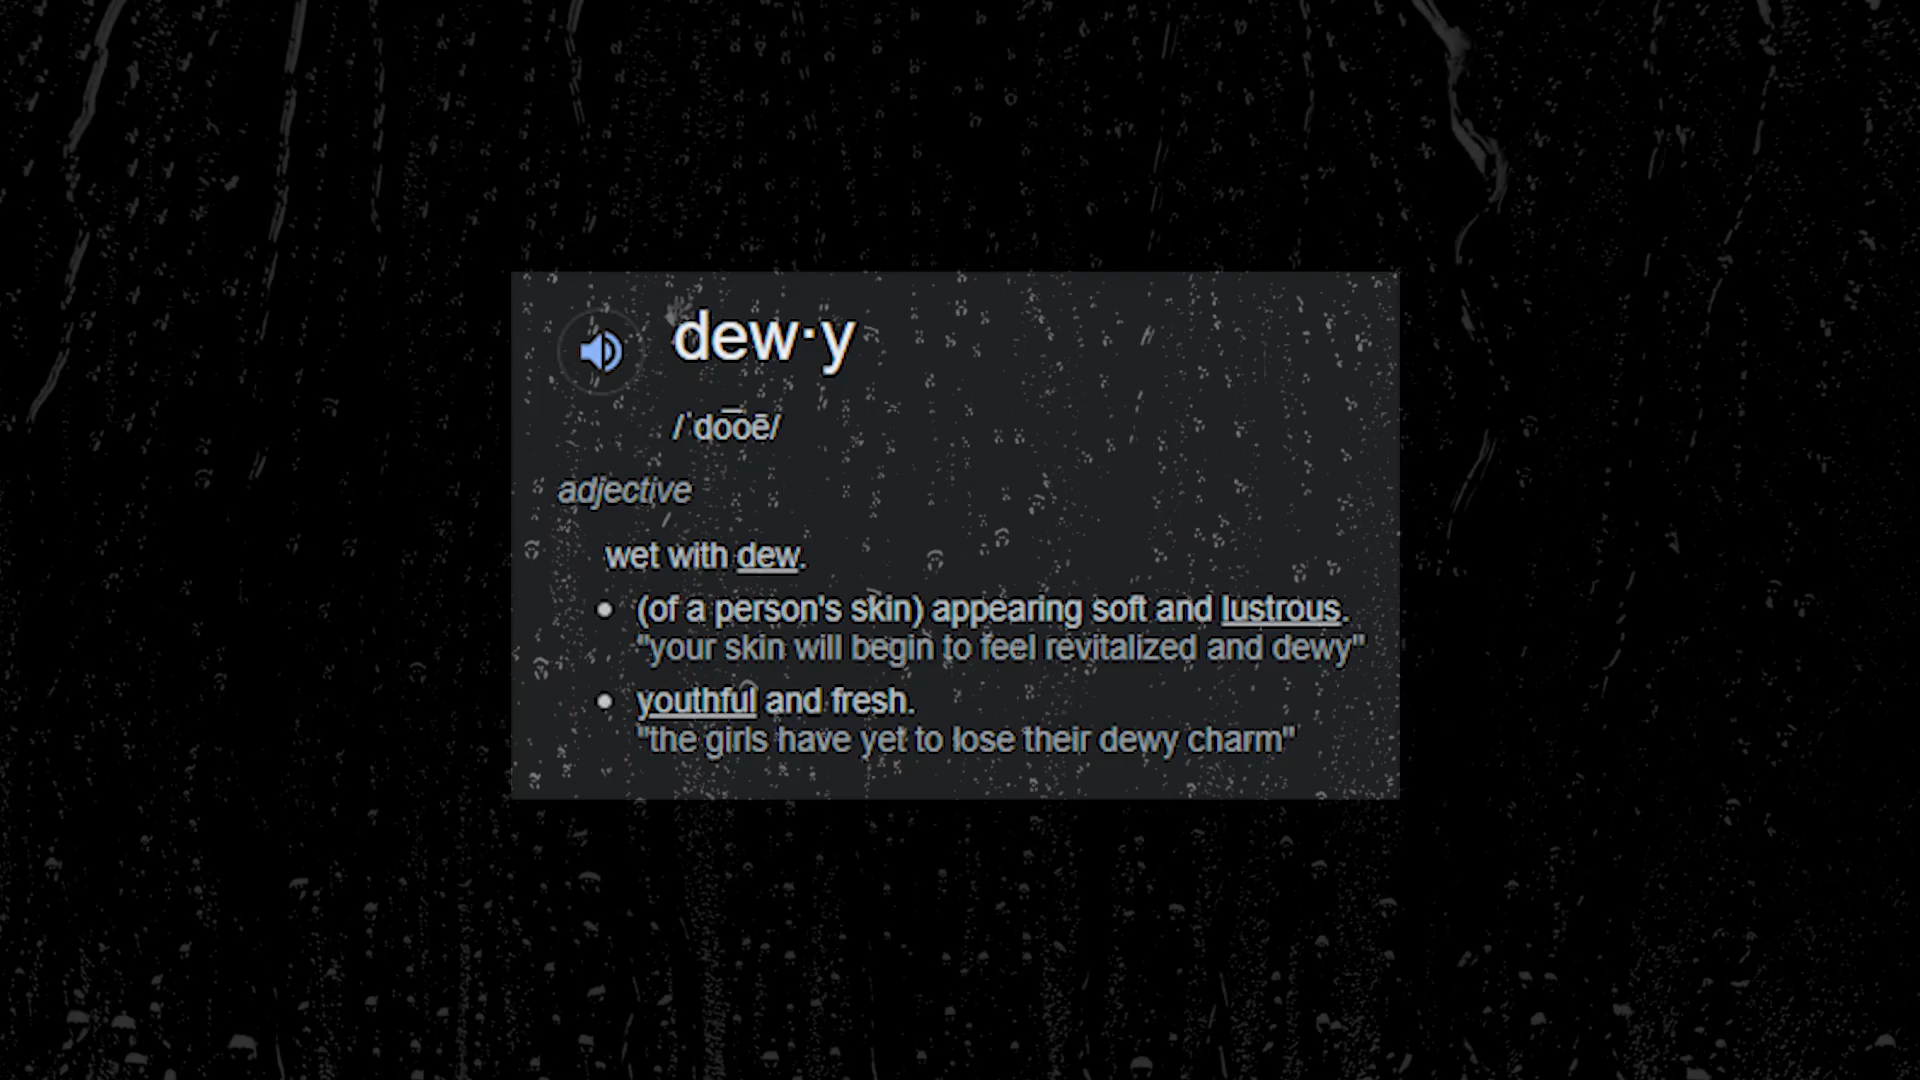 dew·y
/ˈdo͞oē/
adjective
wet with dew.
(of a person's skin) appearing soft and lustrous.
"your skin will begin to feel revitalized and dewy"
youthful and fresh.
"the girls have yet to lose their dewy charm"